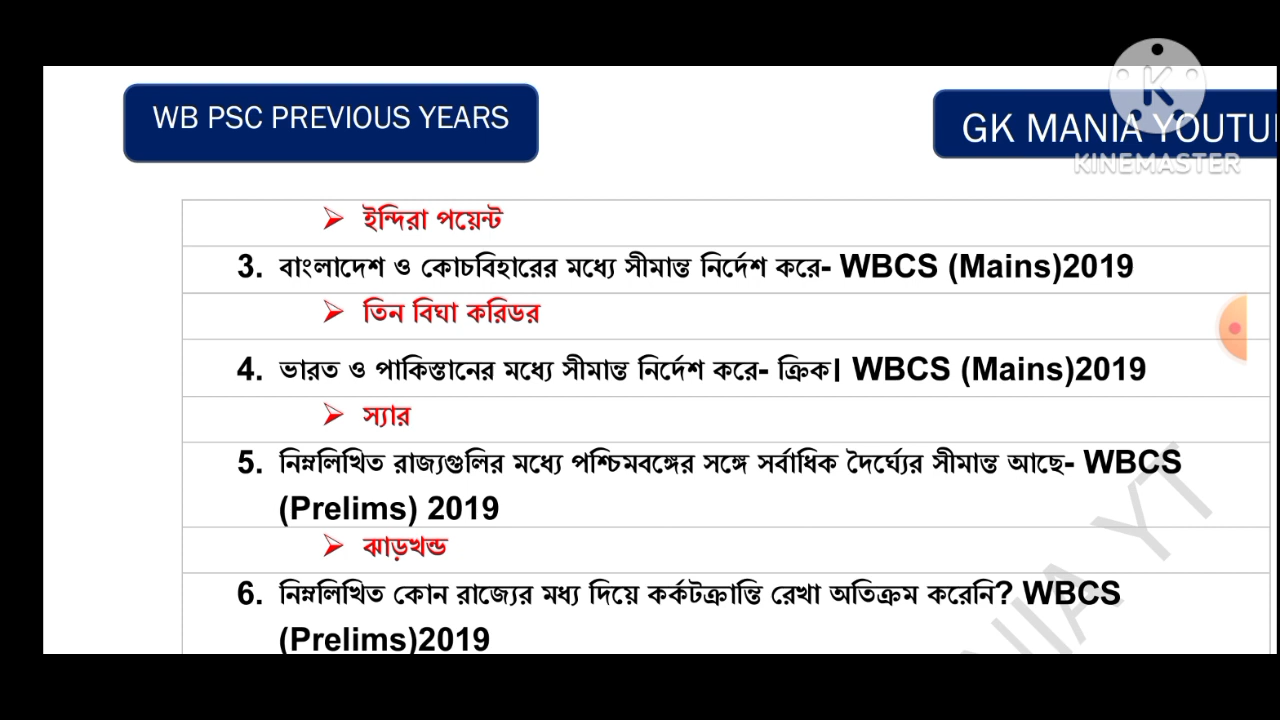 WB PSC PREVIOUS YEARS
GK MANIA YOUTU
KINEMASTER
ইন্দিরা পয়েন্ট
3. বাংলাদেশ ও কোচবিহারের মধ্যে সীমান্ত নির্দেশ করে- WBCS (Mains)2019
তিন বিঘা করিডর
4. ভারত ও পাকিস্তানের মধ্যে সীমান্ত নির্দেশ করে- ক্রিক। WBCS (Mains)2019
স্যার
5. নিম্নলিখিত রাজ্যগুলির মধ্যে পশ্চিমবঙ্গের সঙ্গে সর্বাধিক দৈর্ঘ্যের সীমান্ত আছে- WBCS
(Prelims) 2019
ঝাড়খন্ড
6. নিম্নলিখিত কোন রাজ্যের মধ্য দিয়ে কর্কটক্রান্তি রেখা অতিক্রম করেনি? WBCS
(Prelims)2019
NIA YT